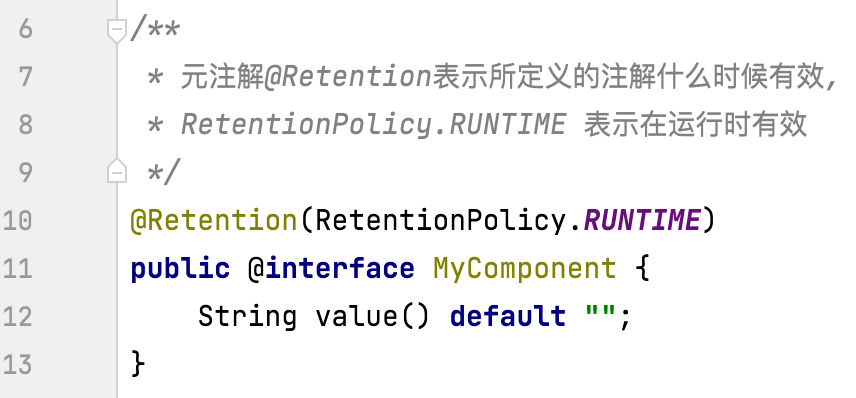 6 /**
7  * 元注解@Retention表示所定义的注解什么时候有效,
8  * RetentionPolicy.RUNTIME 表示在运行时有效
9  */
10 @Retention(RetentionPolicy.RUNTIME)
11 public @interface MyComponent {
12     String value() default "";
13 }